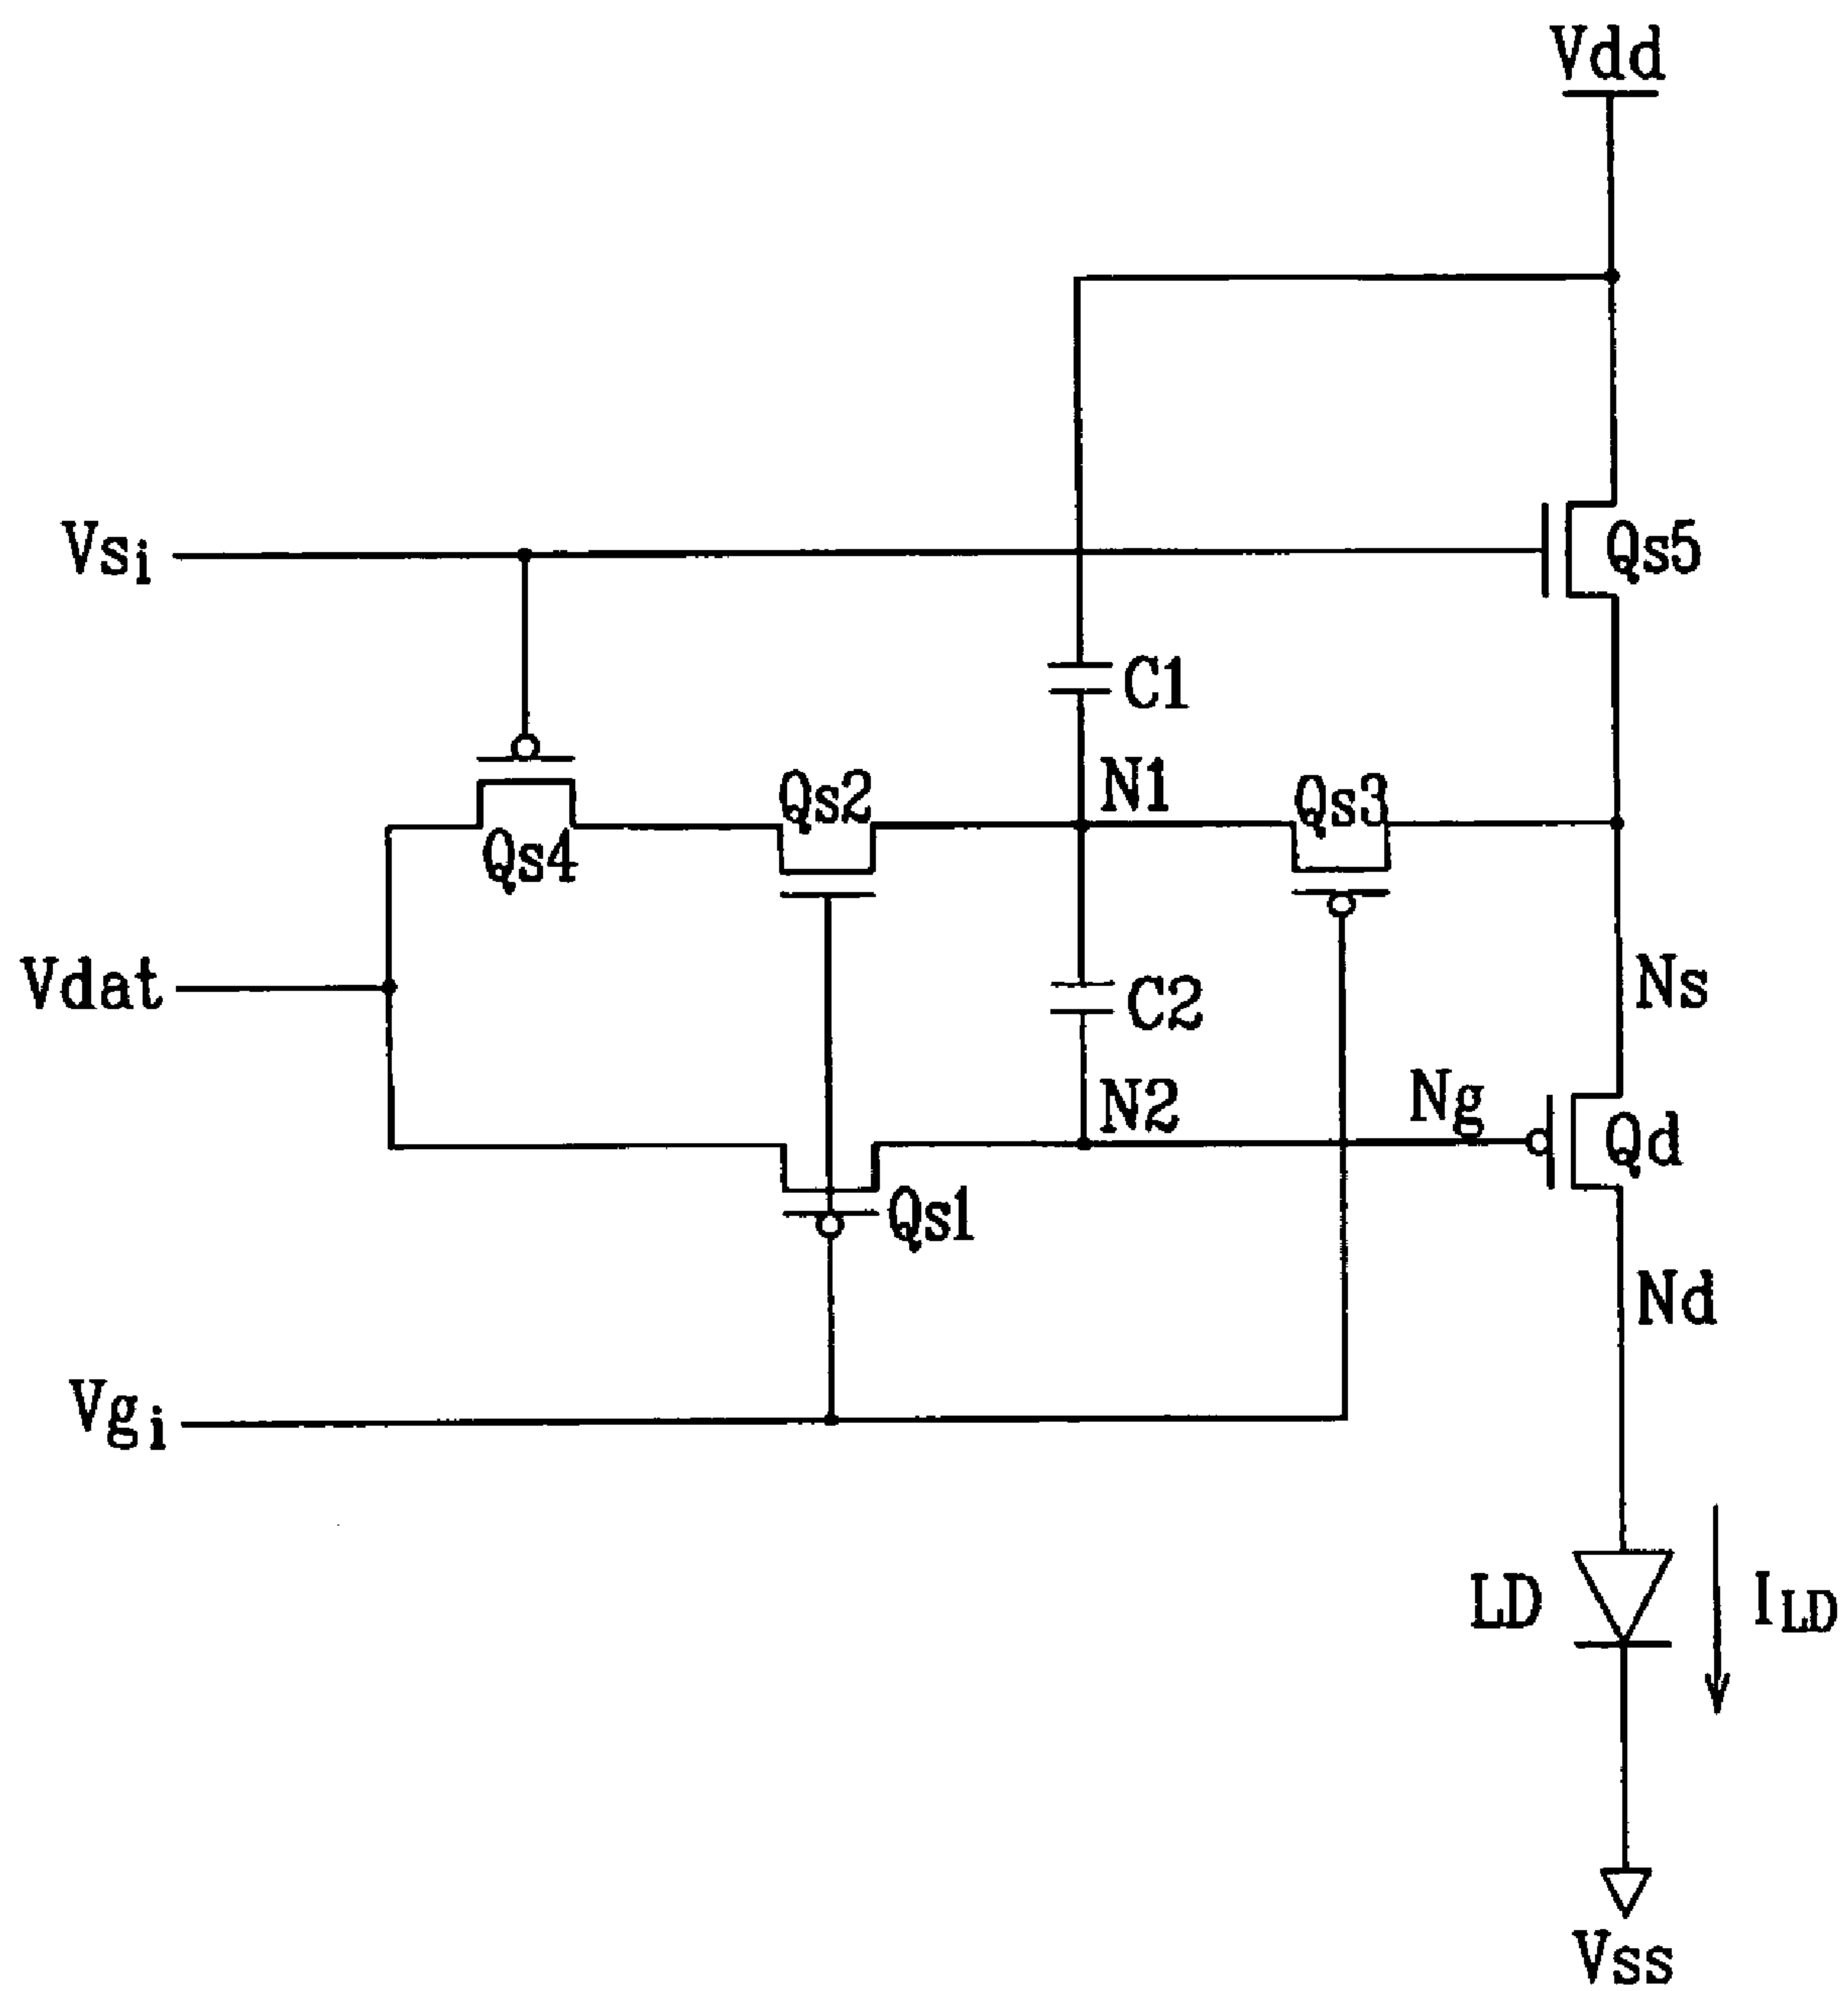 Vdd
Vsi
Qs5
C1
N1
Qs2
Qs3
Qs4
Vdat
C2
Ns
N2
Ng
Qd
Qs1
Nd
Vgi
LD
ILD
Vss